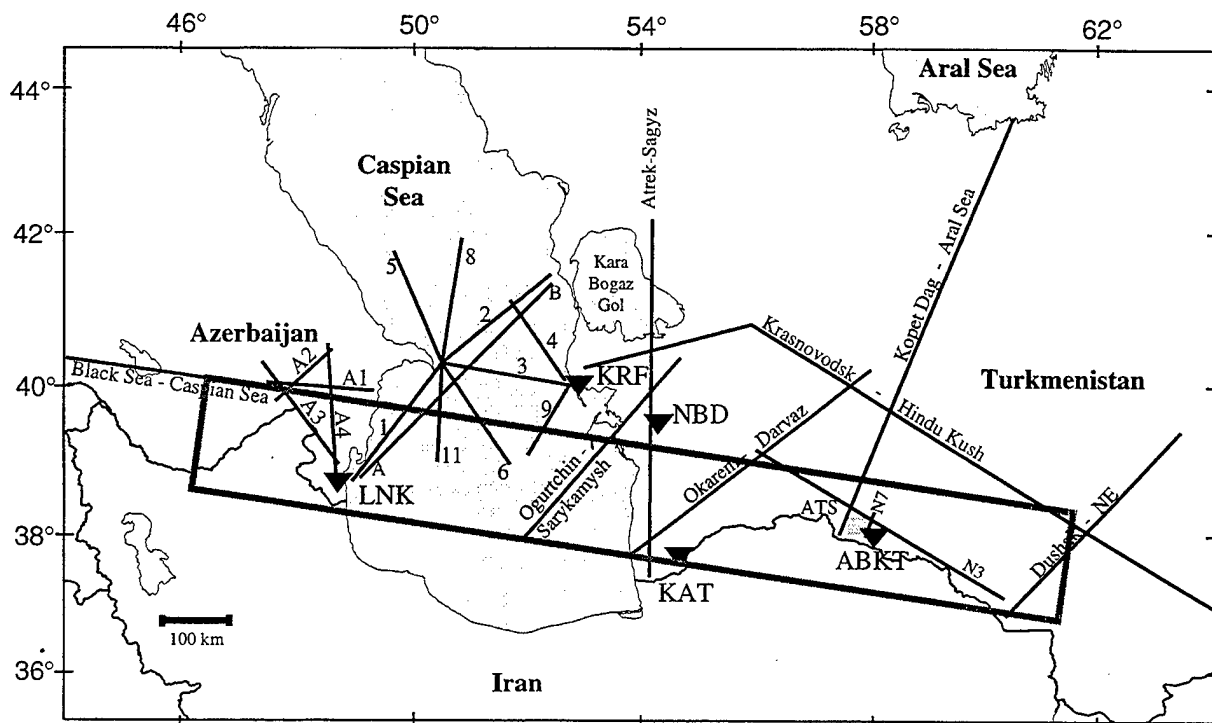 46° 50° 54° 58° 62°
44°
42°
40°
38°
36°
Aral Sea
Caspian
Sea
Atrek-Sagyz
Kopet Dag - Aral Sea
Kara
Bogaz
Gol
5
8
B
2
4
3
Azerbaijan
A2
A1
A3
A4
Black Sea - Caspian Sea
KRF
Krasnovodsk - Hindu Kush
Turkmenistan
NBD
9
1
A
11
6
LNK
Ogurtchin -
Sarykamysh
Okarem - Darvaz
ATS
N7
ABKT
N3
Dushak - NE
KAT
100 km
Iran